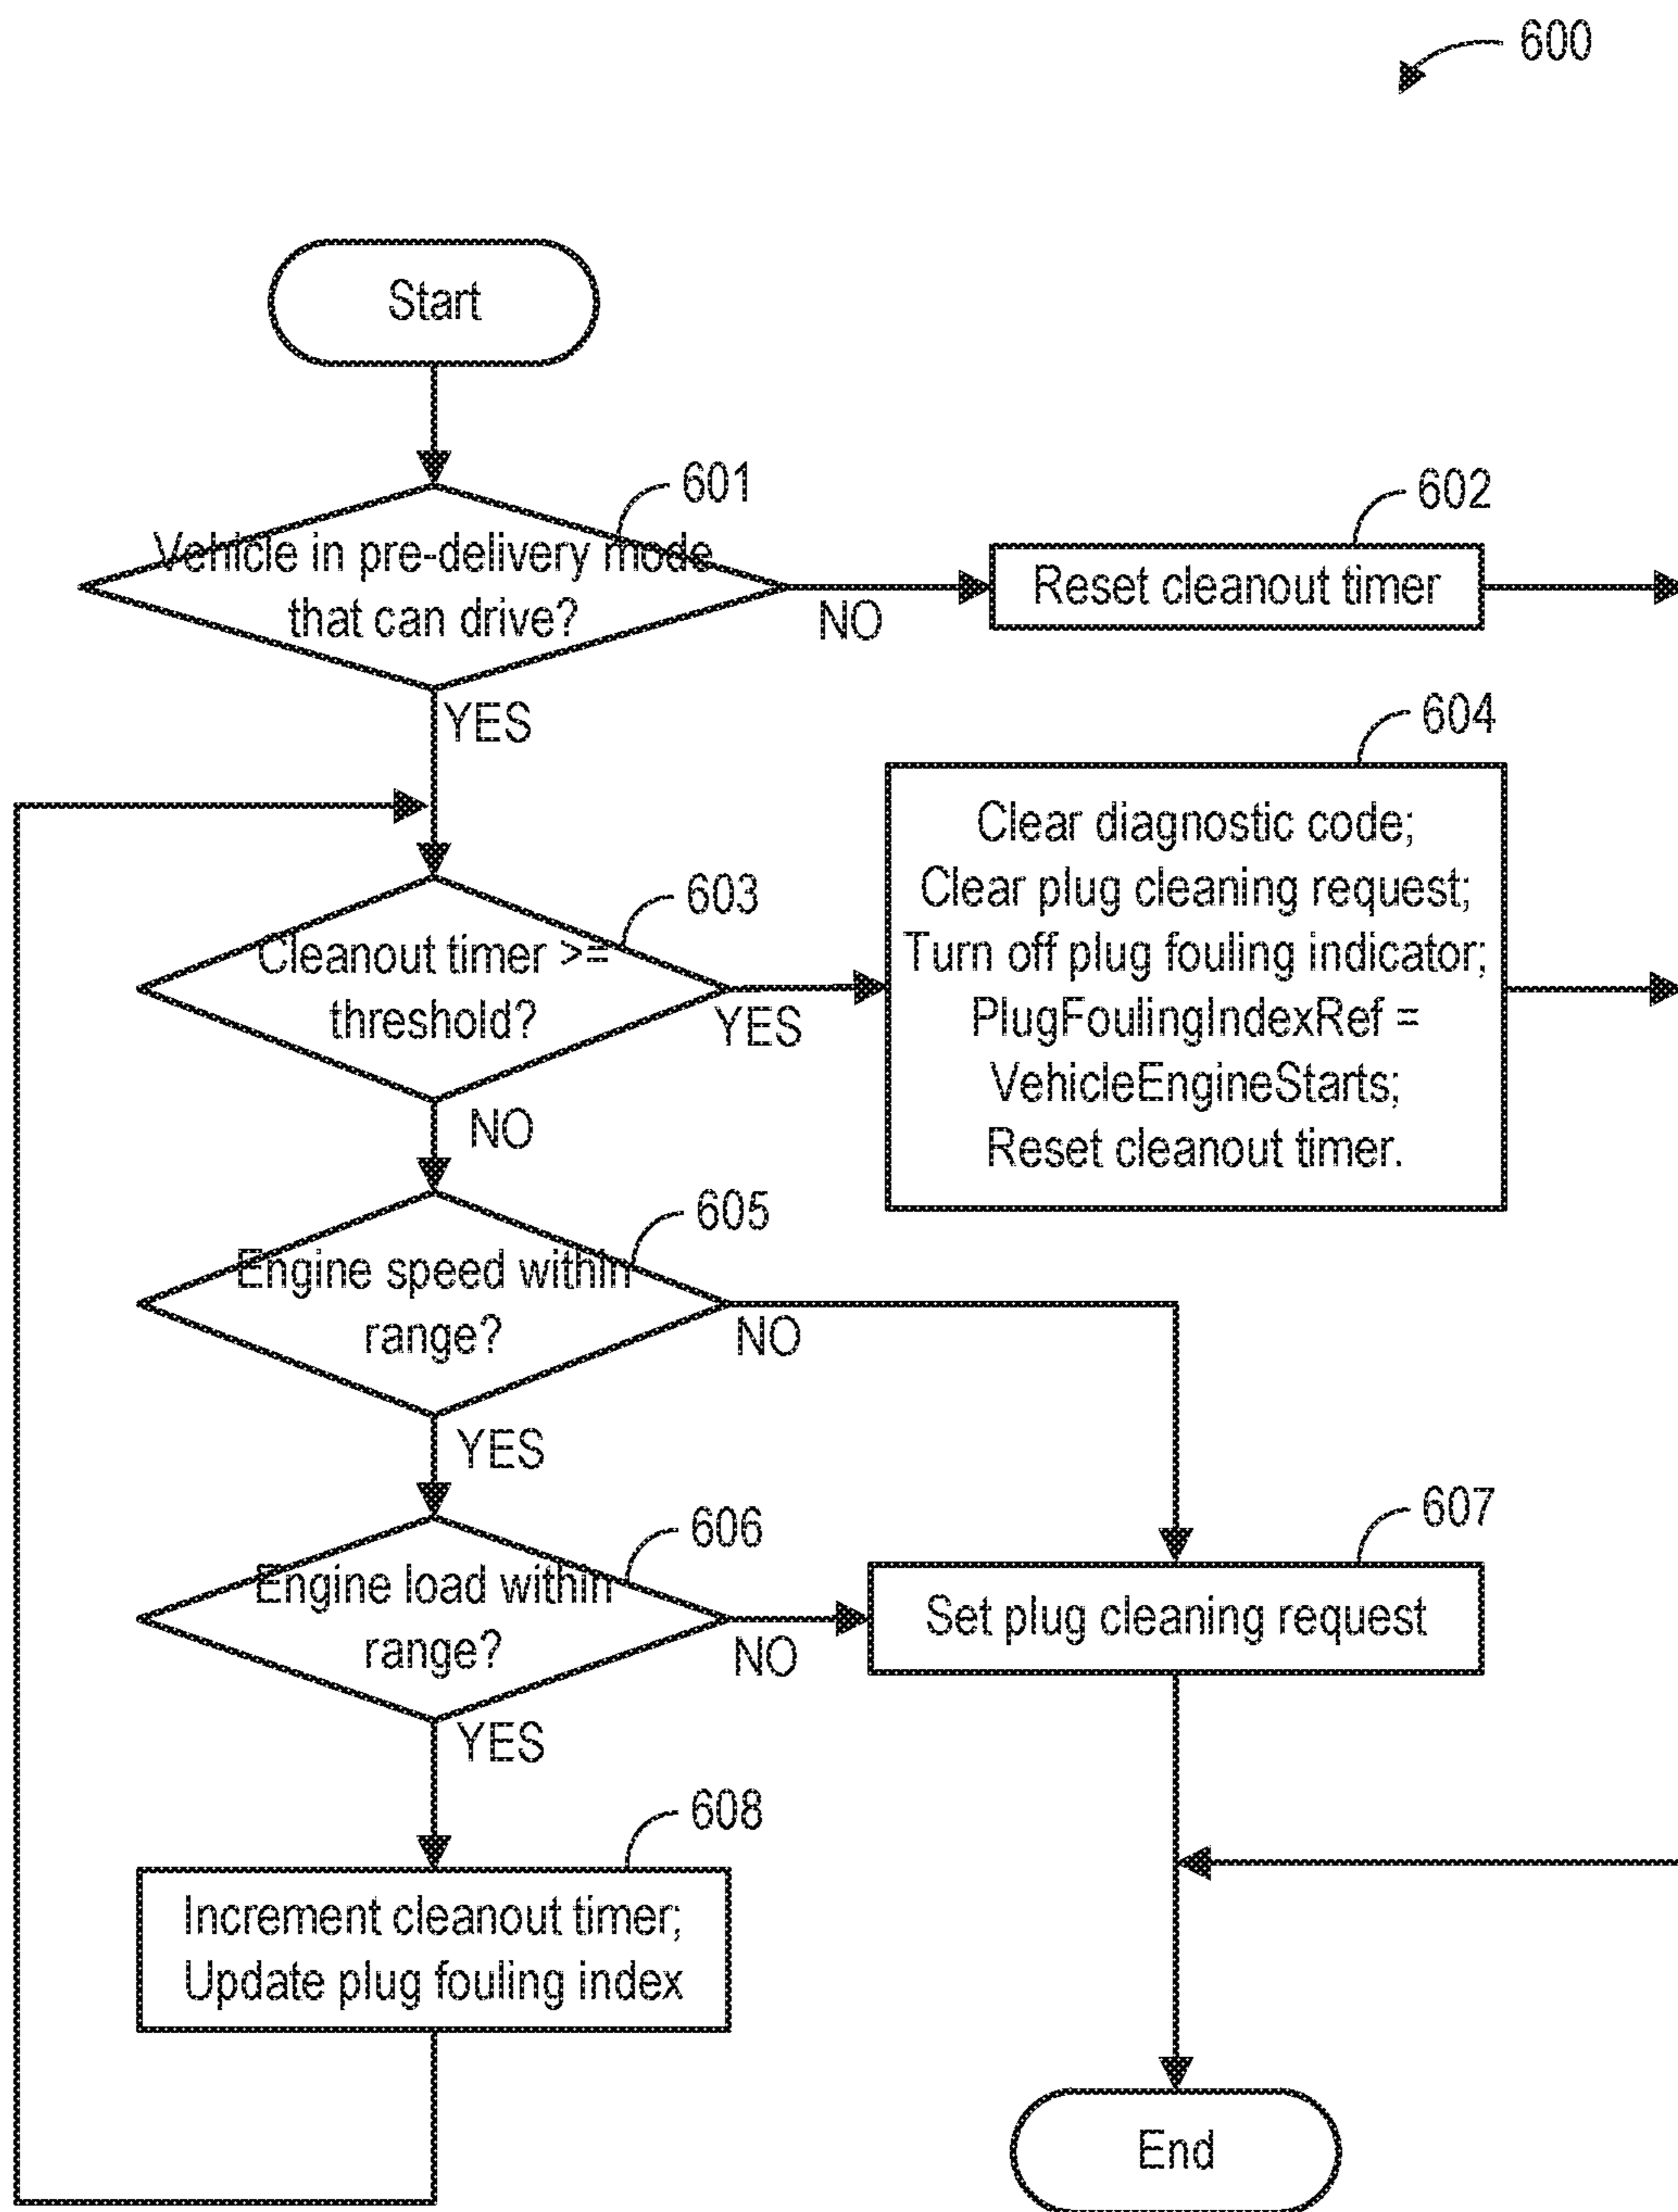 600
Start
601
Vehicle in pre-delivery mode
that can drive?
NO
YES
602
Reset cleanout timer
603
Cleanout timer >=
threshold?
YES
NO
604
Clear diagnostic code;
Clear plug cleaning request;
Turn off plug fouling indicator;
PlugFoulingIndexRef =
VehicleEngineStarts;
Reset cleanout timer.
605
Engine speed within
range?
NO
YES
606
Engine load within
range?
NO
YES
607
Set plug cleaning request
608
Increment cleanout timer;
Update plug fouling index
End